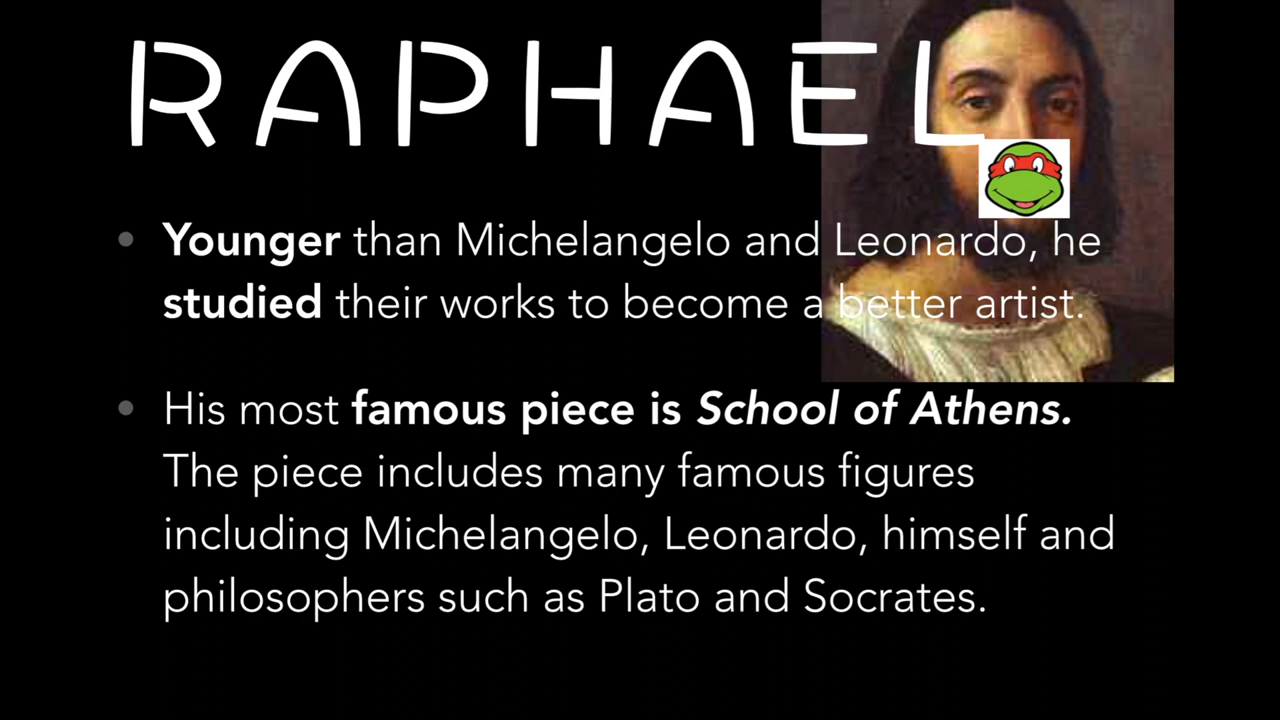 RAPHAEL
• Younger than Michelangelo and Leonardo, he
studied their works to become a better artist.
• His most famous piece is School of Athens.
The piece includes many famous figures
including Michelangelo, Leonardo, himself and
philosophers such as Plato and Socrates.